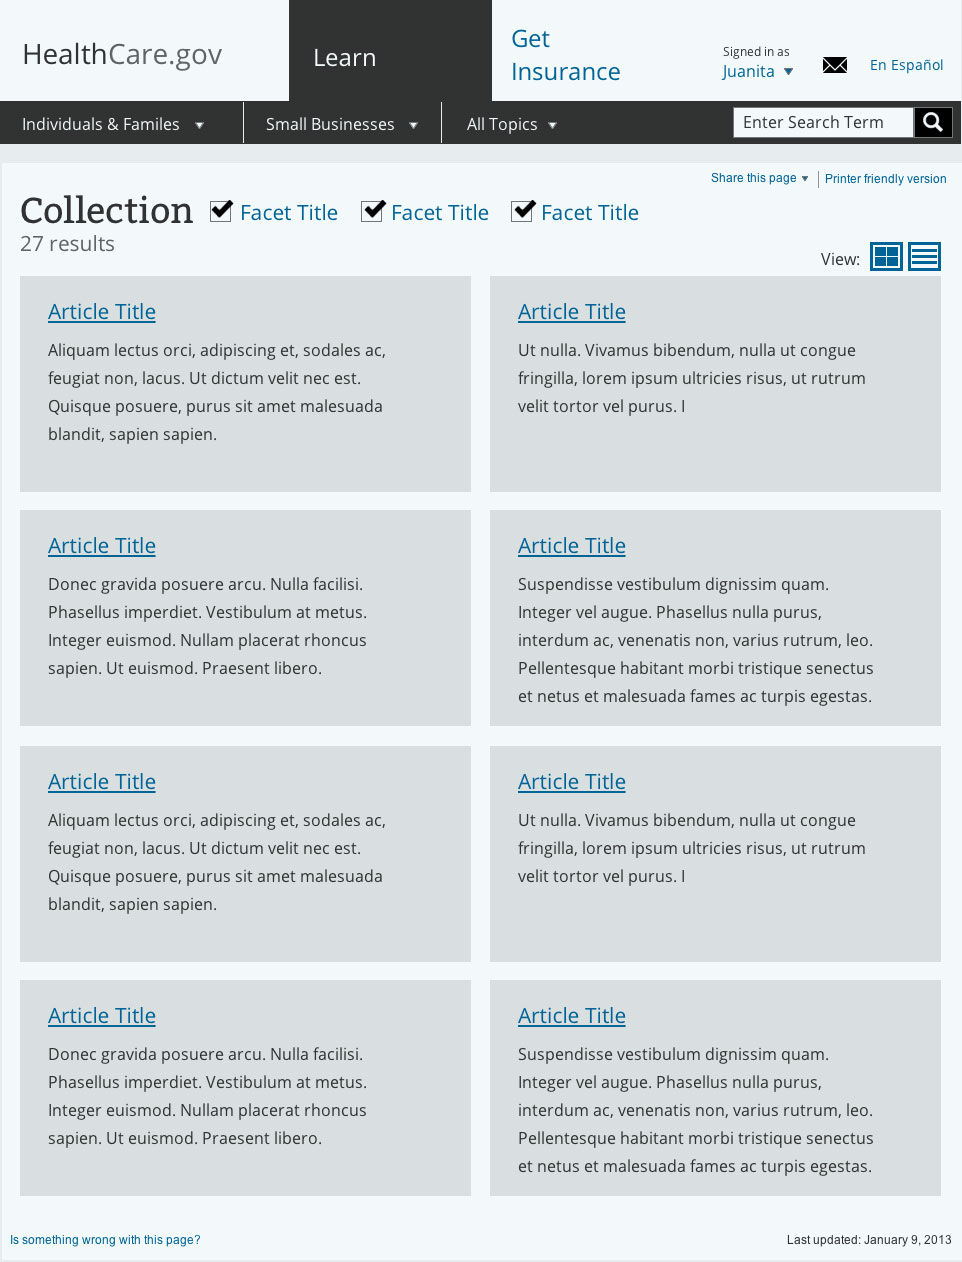 HealthCare.gov
Learn
Get
Insurance
Signed in as
Juanita
En Español
Individuals & Familes
Small Businesses
All Topics
Enter Search Term
Share this page
Printer friendly version
Collection
Facet Title
Facet Title
Facet Title
27 results
View:
Article Title
Aliquam lectus orci, adipiscing et, sodales ac,
feugiat non, lacus. Ut dictum velit nec est.
Quisque posuere, purus sit amet malesuada
blandit, sapien sapien.
Article Title
Ut nulla. Vivamus bibendum, nulla ut congue
fringilla, lorem ipsum ultricies risus, ut rutrum
velit tortor vel purus. I
Article Title
Donec gravida posuere arcu. Nulla facilisi.
Phasellus imperdiet. Vestibulum at metus.
Integer euismod. Nullam placerat rhoncus
sapien. Ut euismod. Praesent libero.
Article Title
Suspendisse vestibulum dignissim quam.
Integer vel augue. Phasellus nulla purus,
interdum ac, venenatis non, varius rutrum, leo.
Pellentesque habitant morbi tristique senectus
et netus et malesuada fames ac turpis egestas.
Article Title
Aliquam lectus orci, adipiscing et, sodales ac,
feugiat non, lacus. Ut dictum velit nec est.
Quisque posuere, purus sit amet malesuada
blandit, sapien sapien.
Article Title
Ut nulla. Vivamus bibendum, nulla ut congue
fringilla, lorem ipsum ultricies risus, ut rutrum
velit tortor vel purus. I
Article Title
Donec gravida posuere arcu. Nulla facilisi.
Phasellus imperdiet. Vestibulum at metus.
Integer euismod. Nullam placerat rhoncus
sapien. Ut euismod. Praesent libero.
Article Title
Suspendisse vestibulum dignissim quam.
Integer vel augue. Phasellus nulla purus,
interdum ac, venenatis non, varius rutrum, leo.
Pellentesque habitant morbi tristique senectus
et netus et malesuada fames ac turpis egestas.
Is something wrong with this page?
Last updated: January 9, 2013